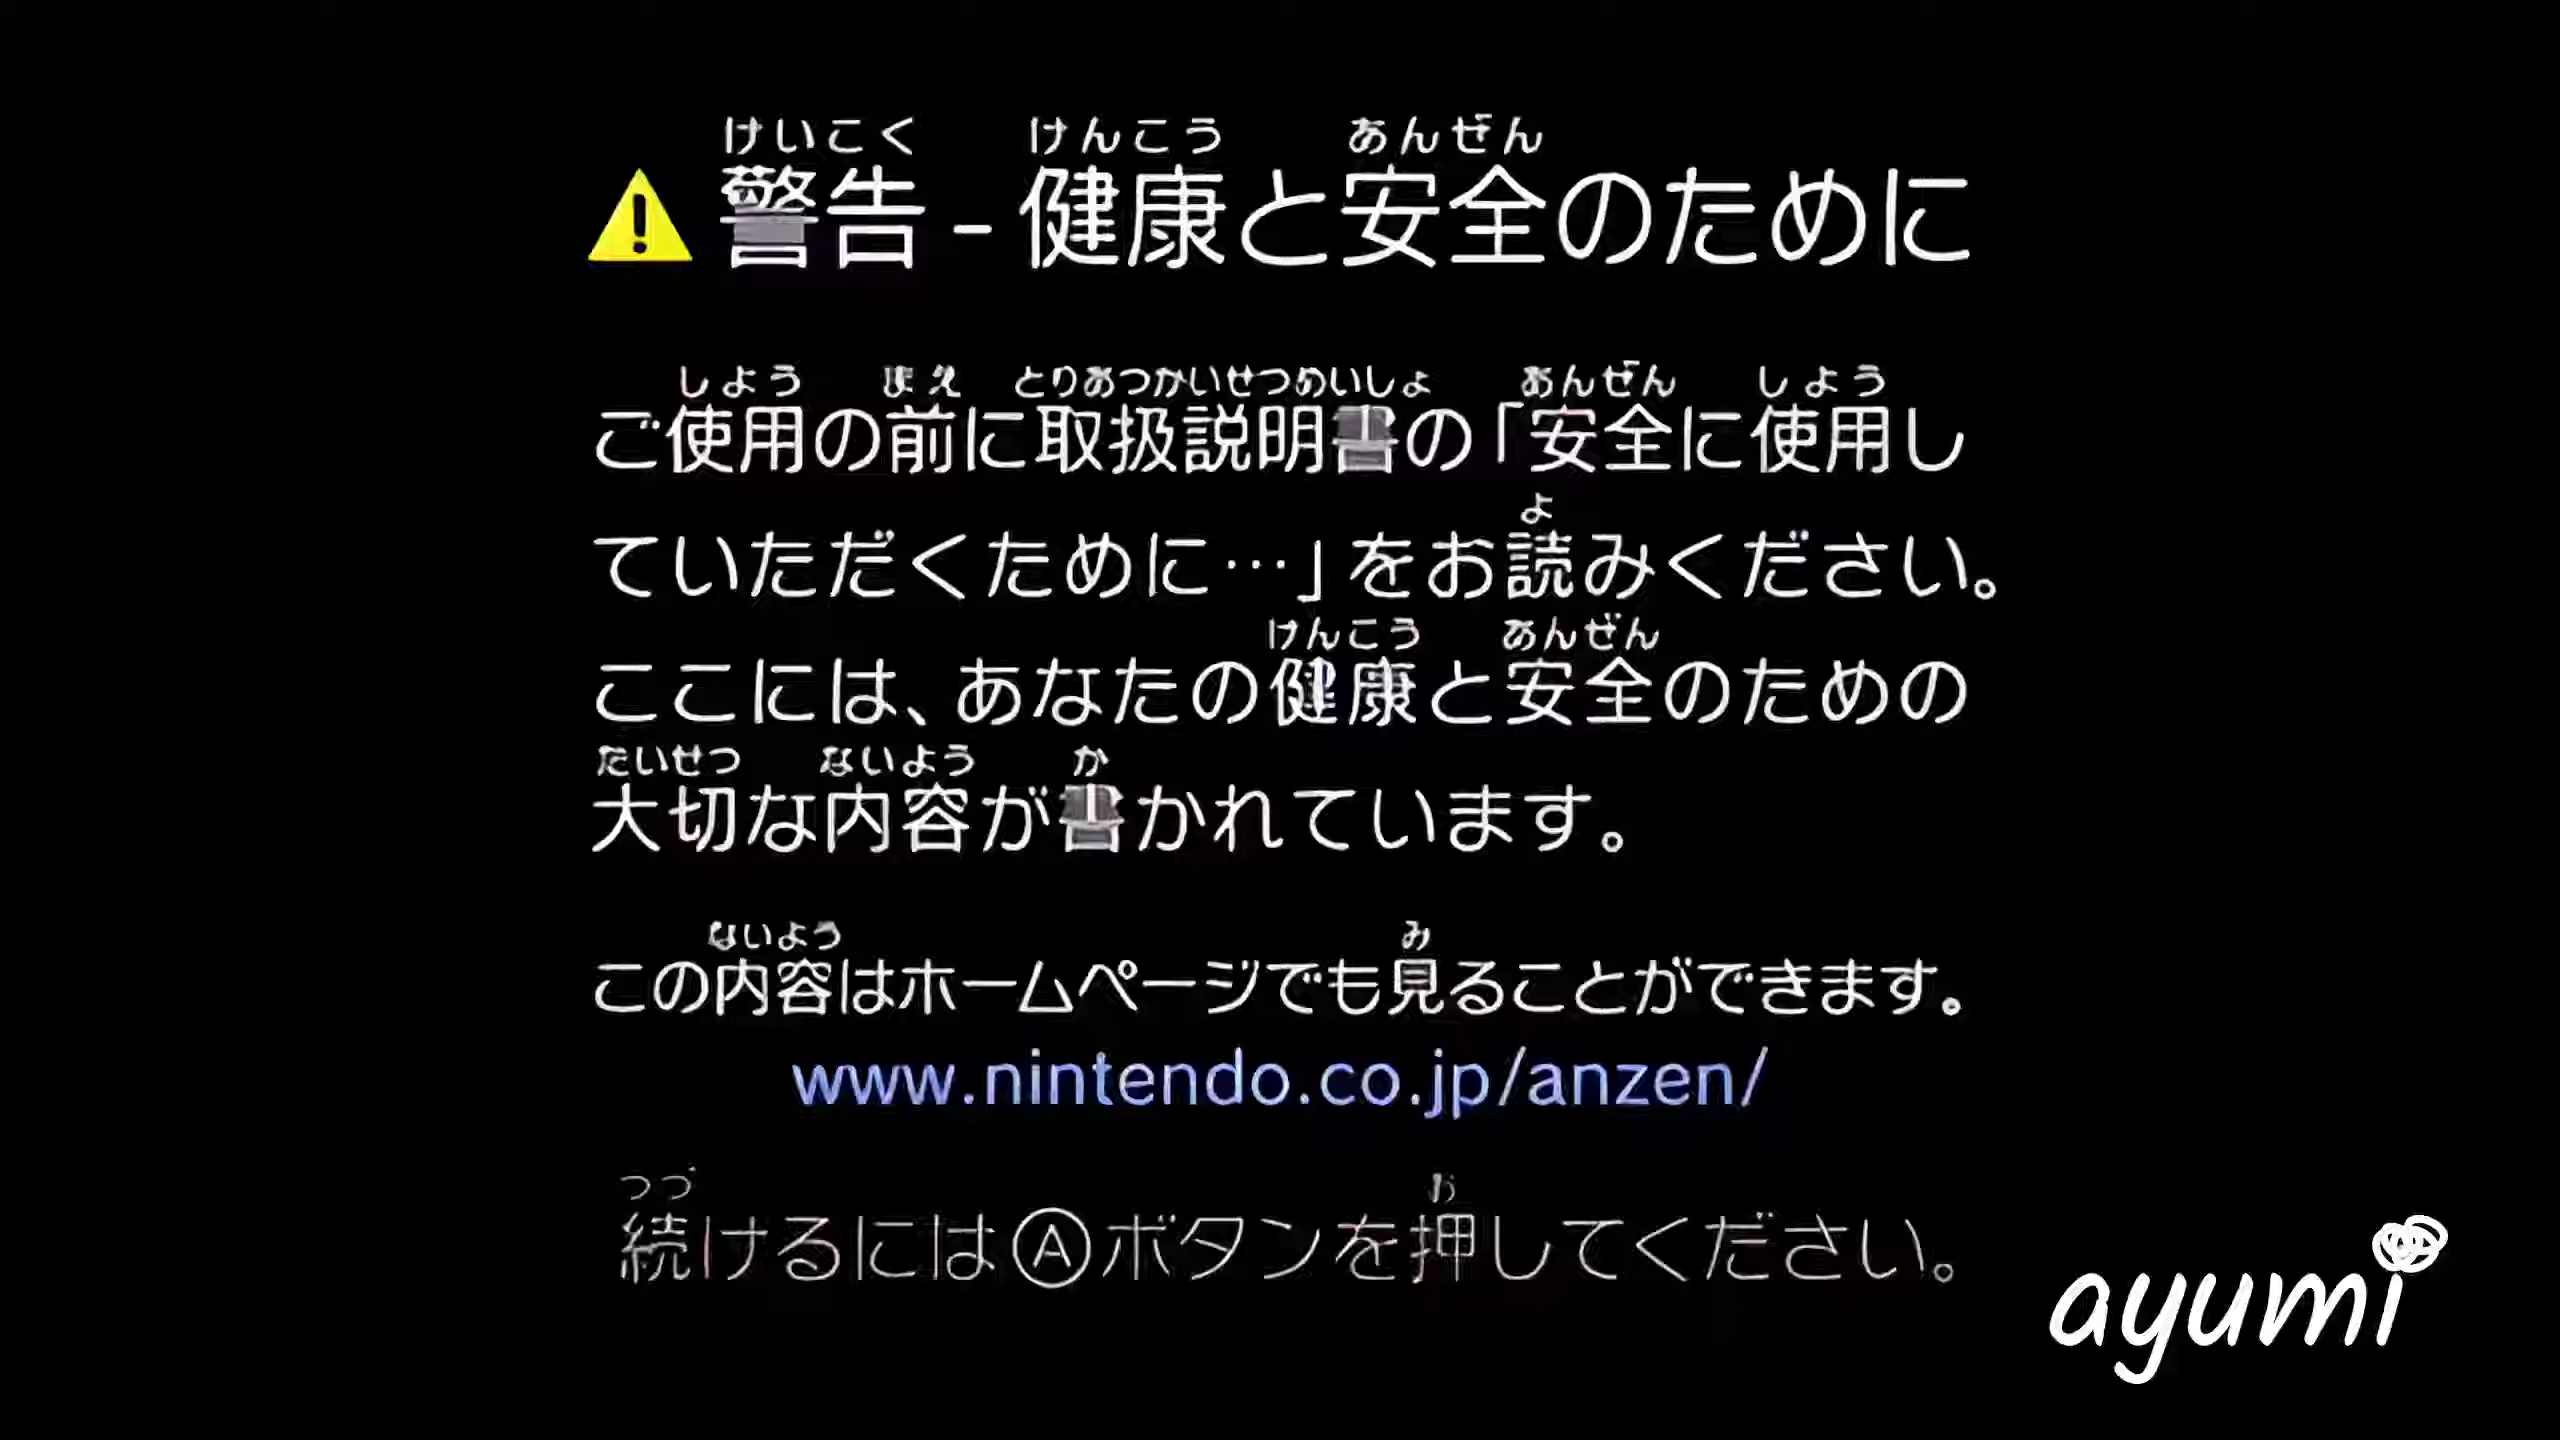 けいこく けんこう あんぜん
警告 - 健康と安全のために
しよう まえ とりあつかいせつめいしょ あんぜん しよう
ご使用の前に取扱説明書の「安全に使用し
よ
ていただくために…」をお読みください。
けんこう あんぜん
ここには、あなたの健康と安全のための
たいせつ ないよう か
大切な内容が書かれています。
ないよう み
この内容はホームページでも見ることができます。
www.nintendo.co.jp/anzen/
つづ お
続けるにはⒶボタンを押してください。
ayumi